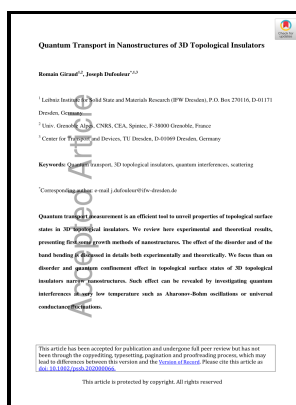 Check for updates
Quantum Transport in Nanostructures of 3D Topological Insulators
Romain Giraud1,2, Joseph Dufouleur*,1,3
1 Leibniz Institute for Solid State and Materials Research (IFW Dresden), P.O. Box 270116, D-01171
Dresden, Germany
2 Univ. Grenoble Alpes, CNRS, CEA, Spintec, F-38000 Grenoble, France
3 Center for Transport and Devices, TU Dresden, D-01069 Dresden, Germany
Keywords: Quantum transport, 3D topological insulators, quantum interferences, scattering
*Corresponding author: e-mail j.dufouleur@ifw-dresden.de
Quantum transport measurement is an efficient tool to unveil properties of topological surface
states in 3D topological insulators. We review here experimental and theoretical results,
presenting first some growth methods of nanostructures. The effect of the disorder and of the
band bending is discussed in details both experimentally and theoretically. We focus than on
disorder and quantum confinement effect in topological surface states of 3D topological
insulators narrow nanostructures. Such effect can be revealed by investigating quantum
interferences at very low temperature such as Aharonov-Bohm oscillations or universal
conductance fluctuations.
Accepted Article
This article has been accepted for publication and undergone full peer review but has not
been through the copyediting, typesetting, pagination and proofreading process, which may
lead to differences between this version and the Version of Record. Please cite this article as
doi: 10.1002/pssb.202000066.
This article is protected by copyright. All rights reserved